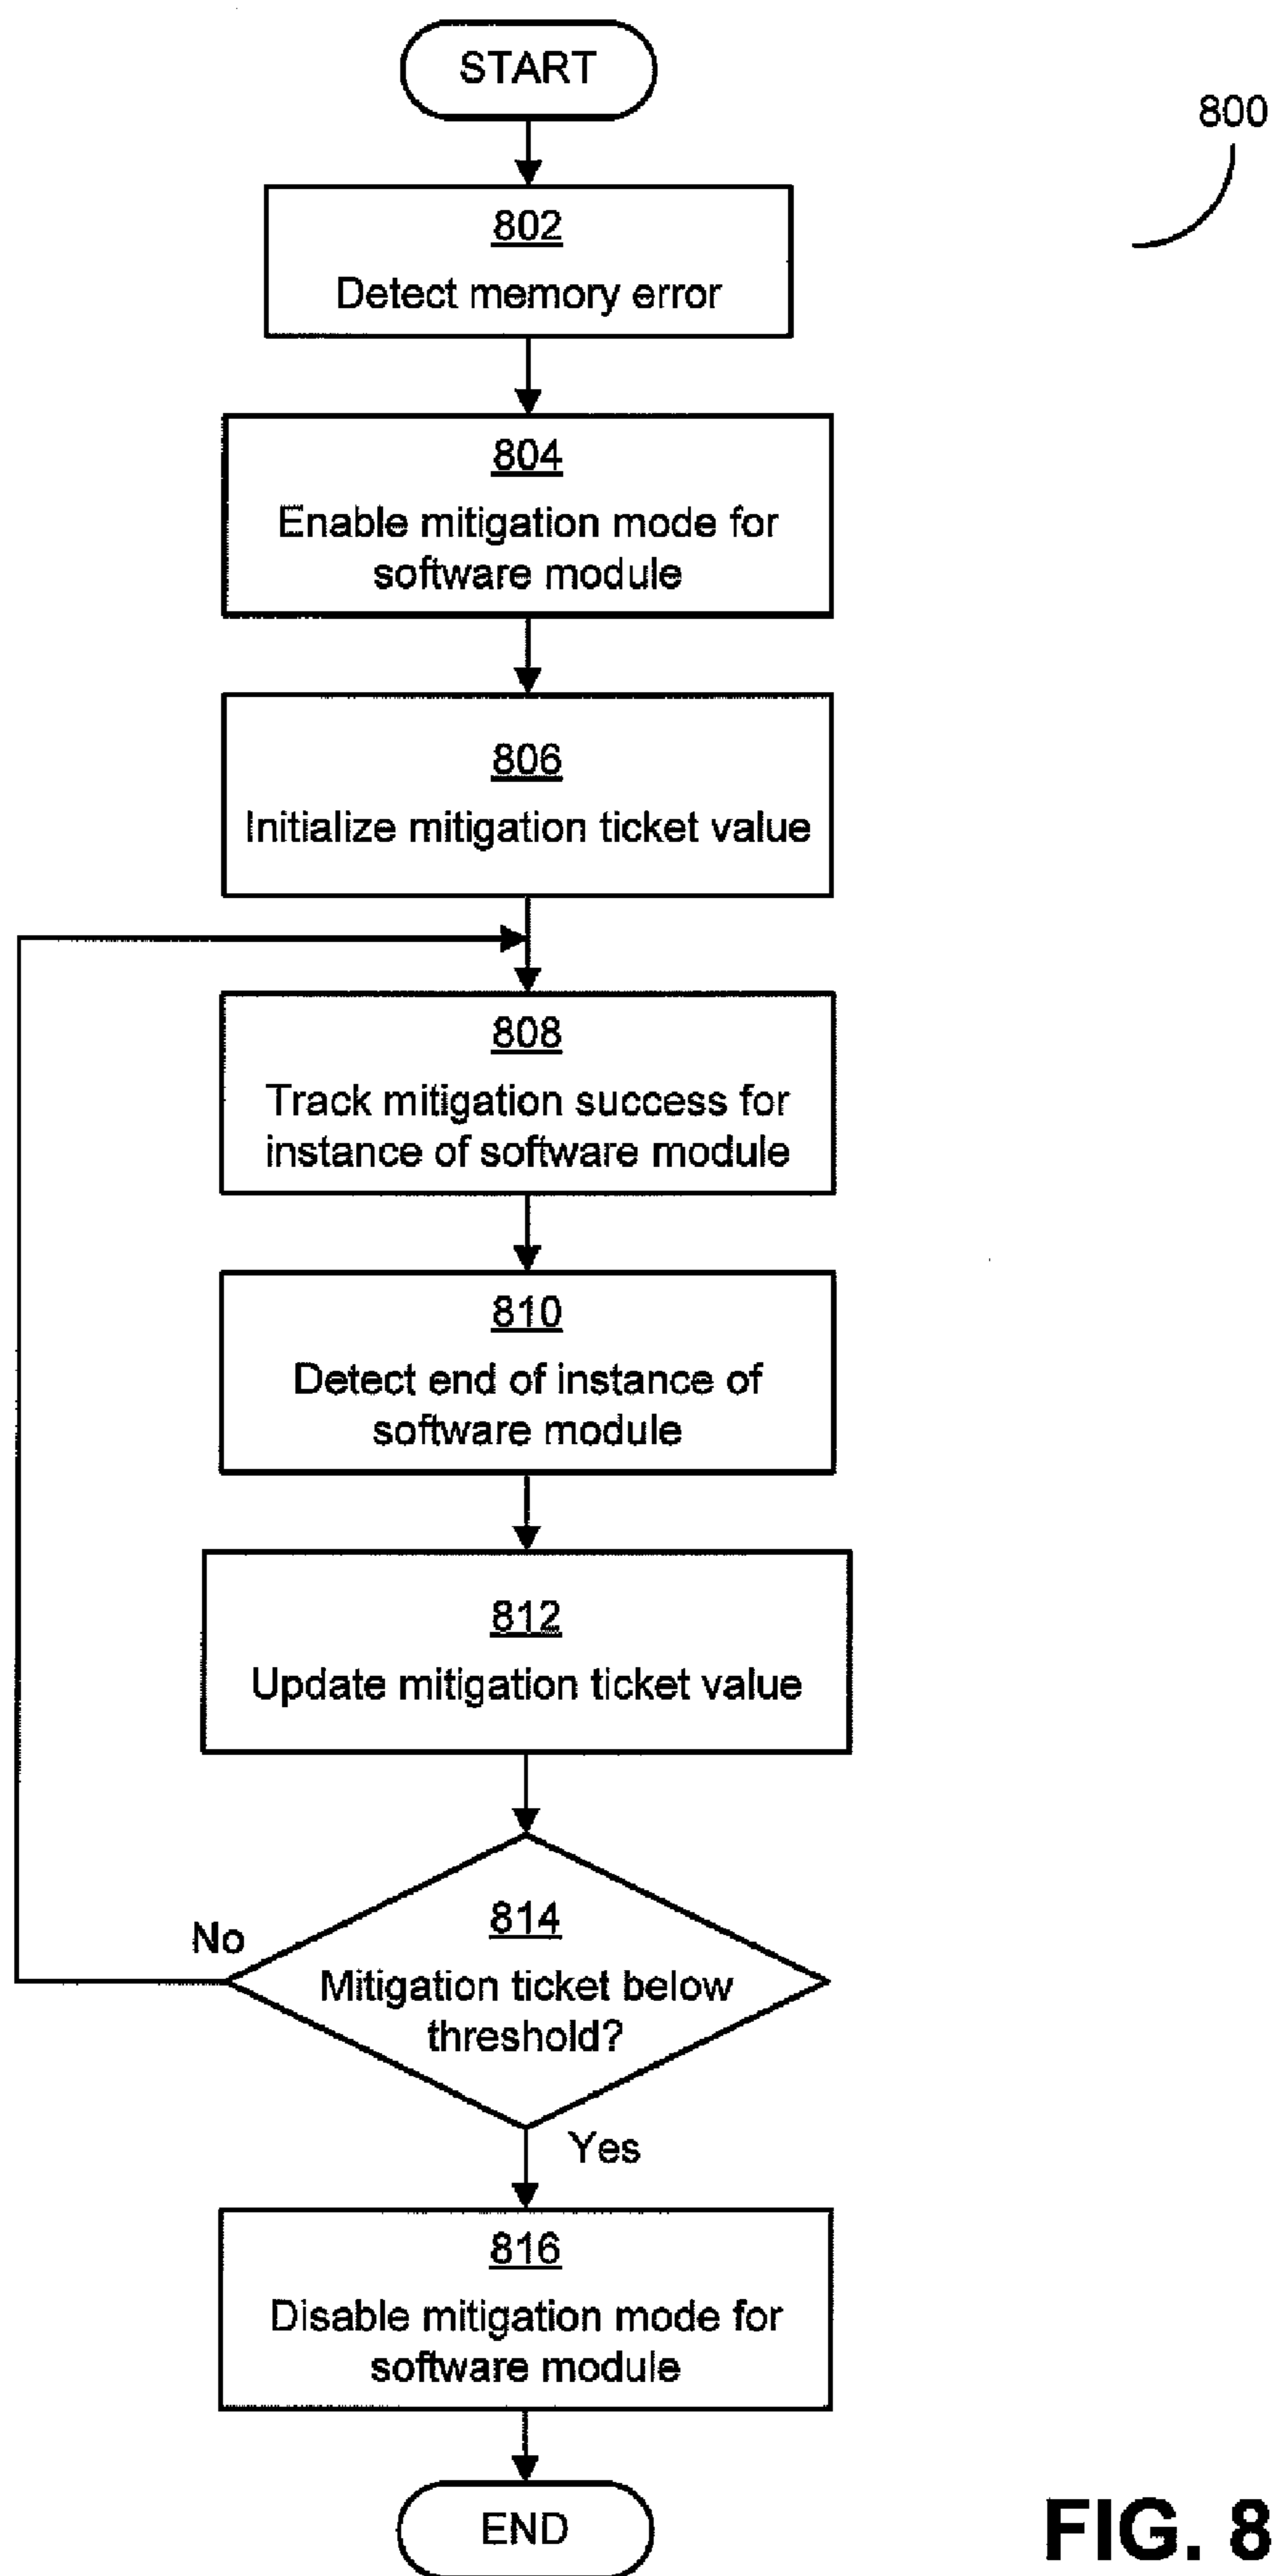 START
800
802
Detect memory error
804
Enable mitigation mode for
software module
806
Initialize mitigation ticket value
808
Track mitigation success for
instance of software module
810
Detect end of instance of
software module
812
Update mitigation ticket value
814
Mitigation ticket below
threshold?
No
Yes
816
Disable mitigation mode for
software module
END
FIG. 8